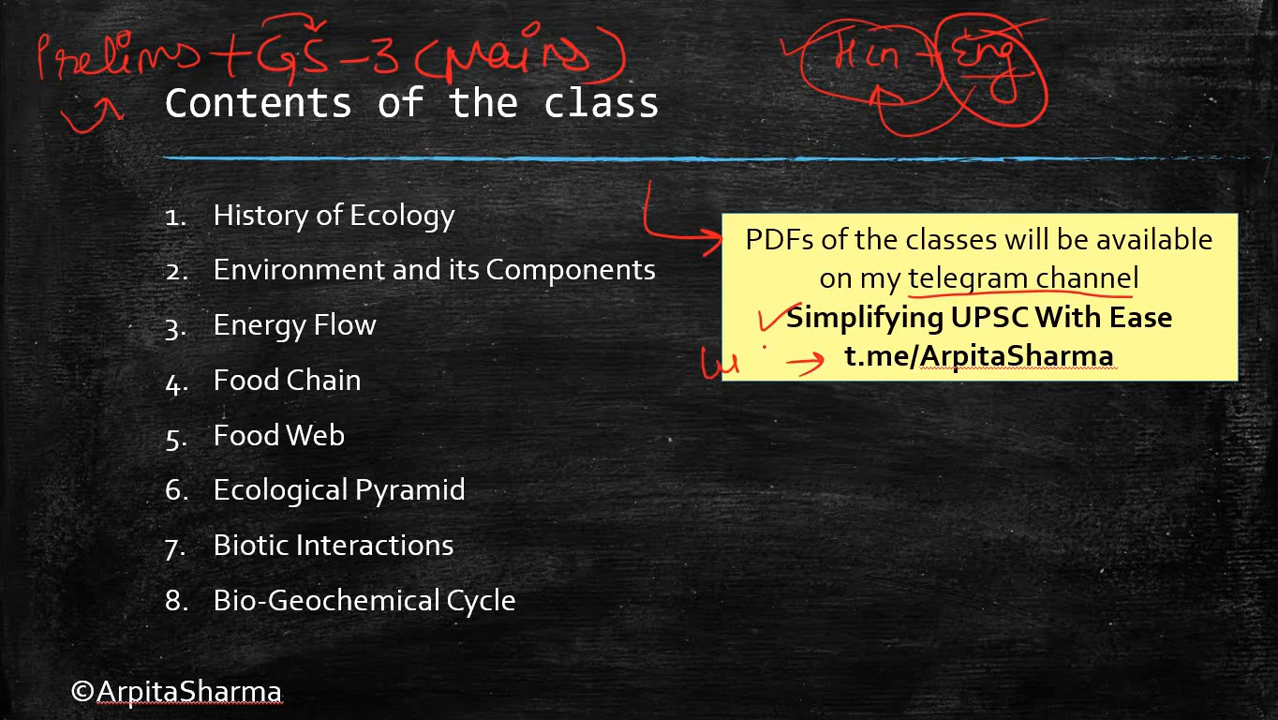 Prelims + GS - 3 (Mains)
Hin + Eng
Contents of the class
1. History of Ecology
2. Environment and its Components
3. Energy Flow
4. Food Chain
5. Food Web
6. Ecological Pyramid
7. Biotic Interactions
8. Bio-Geochemical Cycle
PDFs of the classes will be available
on my telegram channel
Simplifying UPSC With Ease
t.me/ArpitaSharma
©ArpitaSharma